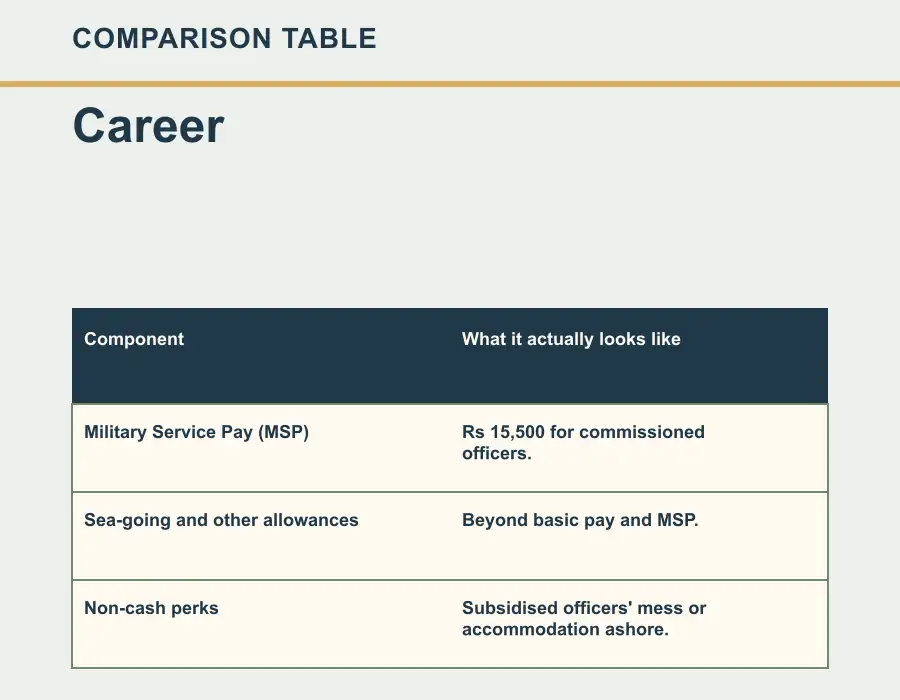 COMPARISON TABLE
Career
Component
What it actually looks like
Military Service Pay (MSP)
Rs 15,500 for commissioned
officers.
Sea-going and other allowances
Beyond basic pay and MSP.
Non-cash perks
Subsidised officers' mess or
accommodation ashore.